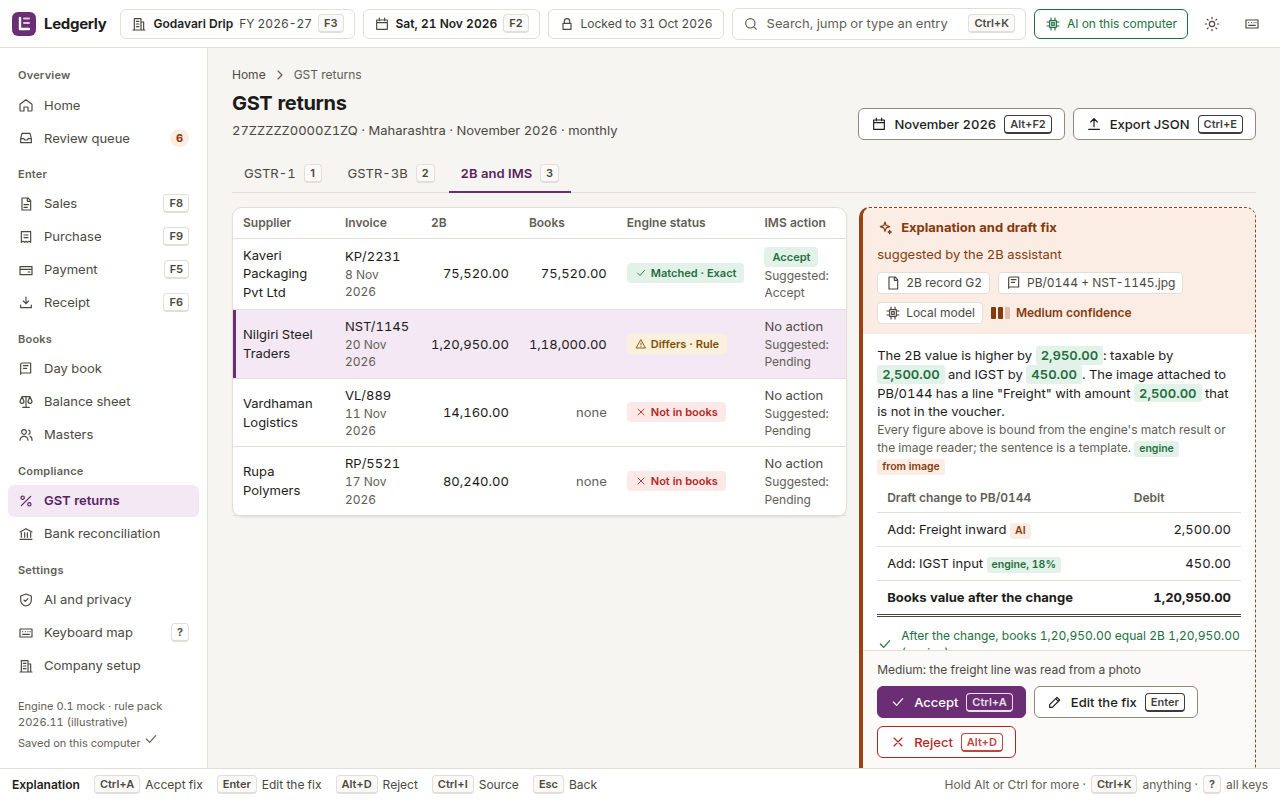 Ledgerly
Godavari Drip FY 2026-27 F3
Sat, 21 Nov 2026 F2
Locked to 31 Oct 2026
Search, jump or type an entry Ctrl+K
AI on this computer
Overview
Home
Review queue 6
Enter
Sales F8
Purchase F9
Payment F5
Receipt F6
Books
Day book
Balance sheet
Masters
Compliance
GST returns
Bank reconciliation
Settings
AI and privacy
Keyboard map ?
Company setup
Engine 0.1 mock · rule pack
2026.11 (illustrative)
Saved on this computer
Home > GST returns
GST returns
27ZZZZZ0000Z1ZQ · Maharashtra · November 2026 · monthly
November 2026 Alt+F2
Export JSON Ctrl+E
GSTR-1 1
GSTR-3B 2
2B and IMS 3
Supplier Invoice 2B Books Engine status IMS action
Kaveri Packaging Pvt Ltd KP/2231 8 Nov 2026 75,520.00 75,520.00 Matched · Exact Accept Suggested: Accept
Nilgiri Steel Traders NST/1145 20 Nov 2026 1,20,950.00 1,18,000.00 Differs · Rule No action Suggested: Pending
Vardhaman Logistics VL/889 11 Nov 2026 14,160.00 none Not in books No action Suggested: Pending
Rupa Polymers RP/5521 17 Nov 2026 80,240.00 none Not in books No action Suggested: Pending
Explanation and draft fix
suggested by the 2B assistant
2B record G2 PB/0144 + NST-1145.jpg
Local model Medium confidence
The 2B value is higher by 2,950.00 : taxable by
2,500.00 and IGST by 450.00 . The image attached to
PB/0144 has a line "Freight" with amount 2,500.00 that
is not in the voucher.
Every figure above is bound from the engine's match result or
the image reader; the sentence is a template. engine
from image
Draft change to PB/0144 Debit
Add: Freight inward AI 2,500.00
Add: IGST input engine, 18% 450.00
Books value after the change 1,20,950.00
After the change, books 1,20,950.00 equal 2B 1,20,950.00
Medium: the freight line was read from a photo
Accept Ctrl+A
Edit the fix Enter
Reject Alt+D
Explanation Ctrl+A Accept fix Enter Edit the fix Alt+D Reject Ctrl+I Source Esc Back
Hold Alt or Ctrl for more · Ctrl+K anything · ? all keys